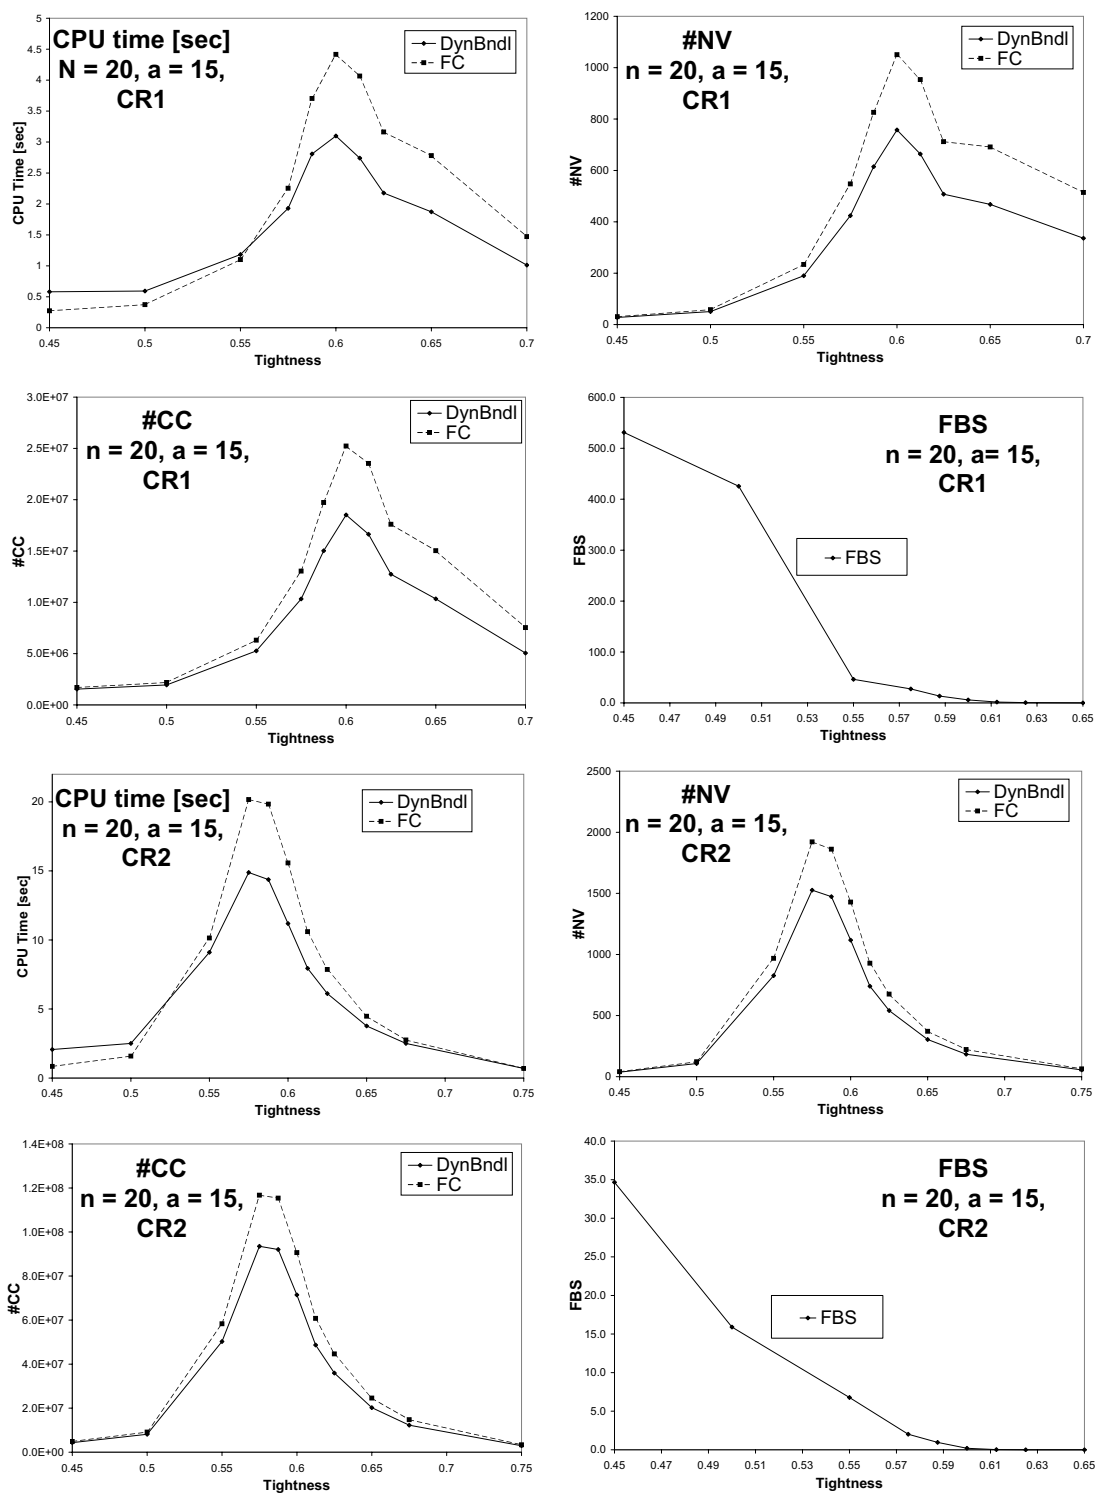 CPU time [sec]
N = 20, a = 15,
CR1
DynBndl
FC
5
4.5
4
3.5
3
2.5
2
1.5
1
0.5
0
CPU Time [sec]
0.45
0.5
0.55
0.6
0.65
0.7
Tightness
#NV
n = 20, a = 15,
CR1
DynBndl
FC
1200
1000
800
600
400
200
0
#NV
0.45
0.5
0.55
0.6
0.65
0.7
Tightness
#CC
n = 20, a = 15,
CR1
DynBndl
FC
3.0E+07
2.5E+07
2.0E+07
1.5E+07
1.0E+07
5.0E+06
0.0E+00
#CC
0.45
0.5
0.55
0.6
0.65
0.7
Tightness
FBS
n = 20, a= 15,
CR1
FBS
600.0
500.0
400.0
300.0
200.0
100.0
0.0
FBS
0.45
0.47
0.49
0.51
0.53
0.55
0.57
0.59
0.61
0.63
0.65
Tightness
CPU time [sec]
n = 20, a = 15,
CR2
DynBndl
FC
20
15
10
5
0
CPU Time [sec]
0.45
0.5
0.55
0.6
0.65
0.7
0.75
Tightness
#NV
n = 20, a = 15,
CR2
DynBndl
FC
2500
2000
1500
1000
500
0
#NV
0.45
0.5
0.55
0.6
0.65
0.7
0.75
Tightness
#CC
n = 20, a = 15,
CR2
DynBndl
FC
1.4E+08
1.2E+08
1.0E+08
8.0E+07
6.0E+07
4.0E+07
2.0E+07
0.0E+00
#CC
0.45
0.5
0.55
0.6
0.65
0.7
0.75
Tightness
FBS
n = 20, a = 15,
CR2
FBS
40.0
35.0
30.0
25.0
20.0
15.0
10.0
5.0
0.0
FBS
0.45
0.47
0.49
0.51
0.53
0.55
0.57
0.59
0.61
0.63
0.65
Tightness